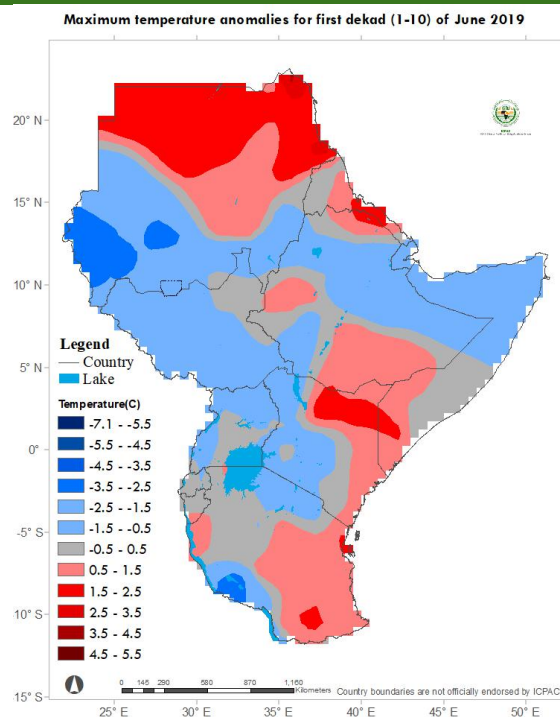 Maximum temperature anomalies for first dekad (1-10) of June 2019
20° N
15° N
10° N
5° N
0°
-5° S
10° S
15° S
25° E
30° E
35° E
40° E
45° E
50° E
Legend
Country
Lake
Temperature(C)
-7.1 - -5.5
-5.5 - -4.5
-4.5 - -3.5
-3.5 - -2.5
-2.5 - -1.5
-1.5 - -0.5
-0.5 - 0.5
0.5 - 1.5
1.5 - 2.5
2.5 - 3.5
3.5 - 4.5
4.5 - 5.5
0 145 290 580 870 1,160
Kilometers
Country boundaries are not officially endorsed by ICPAC